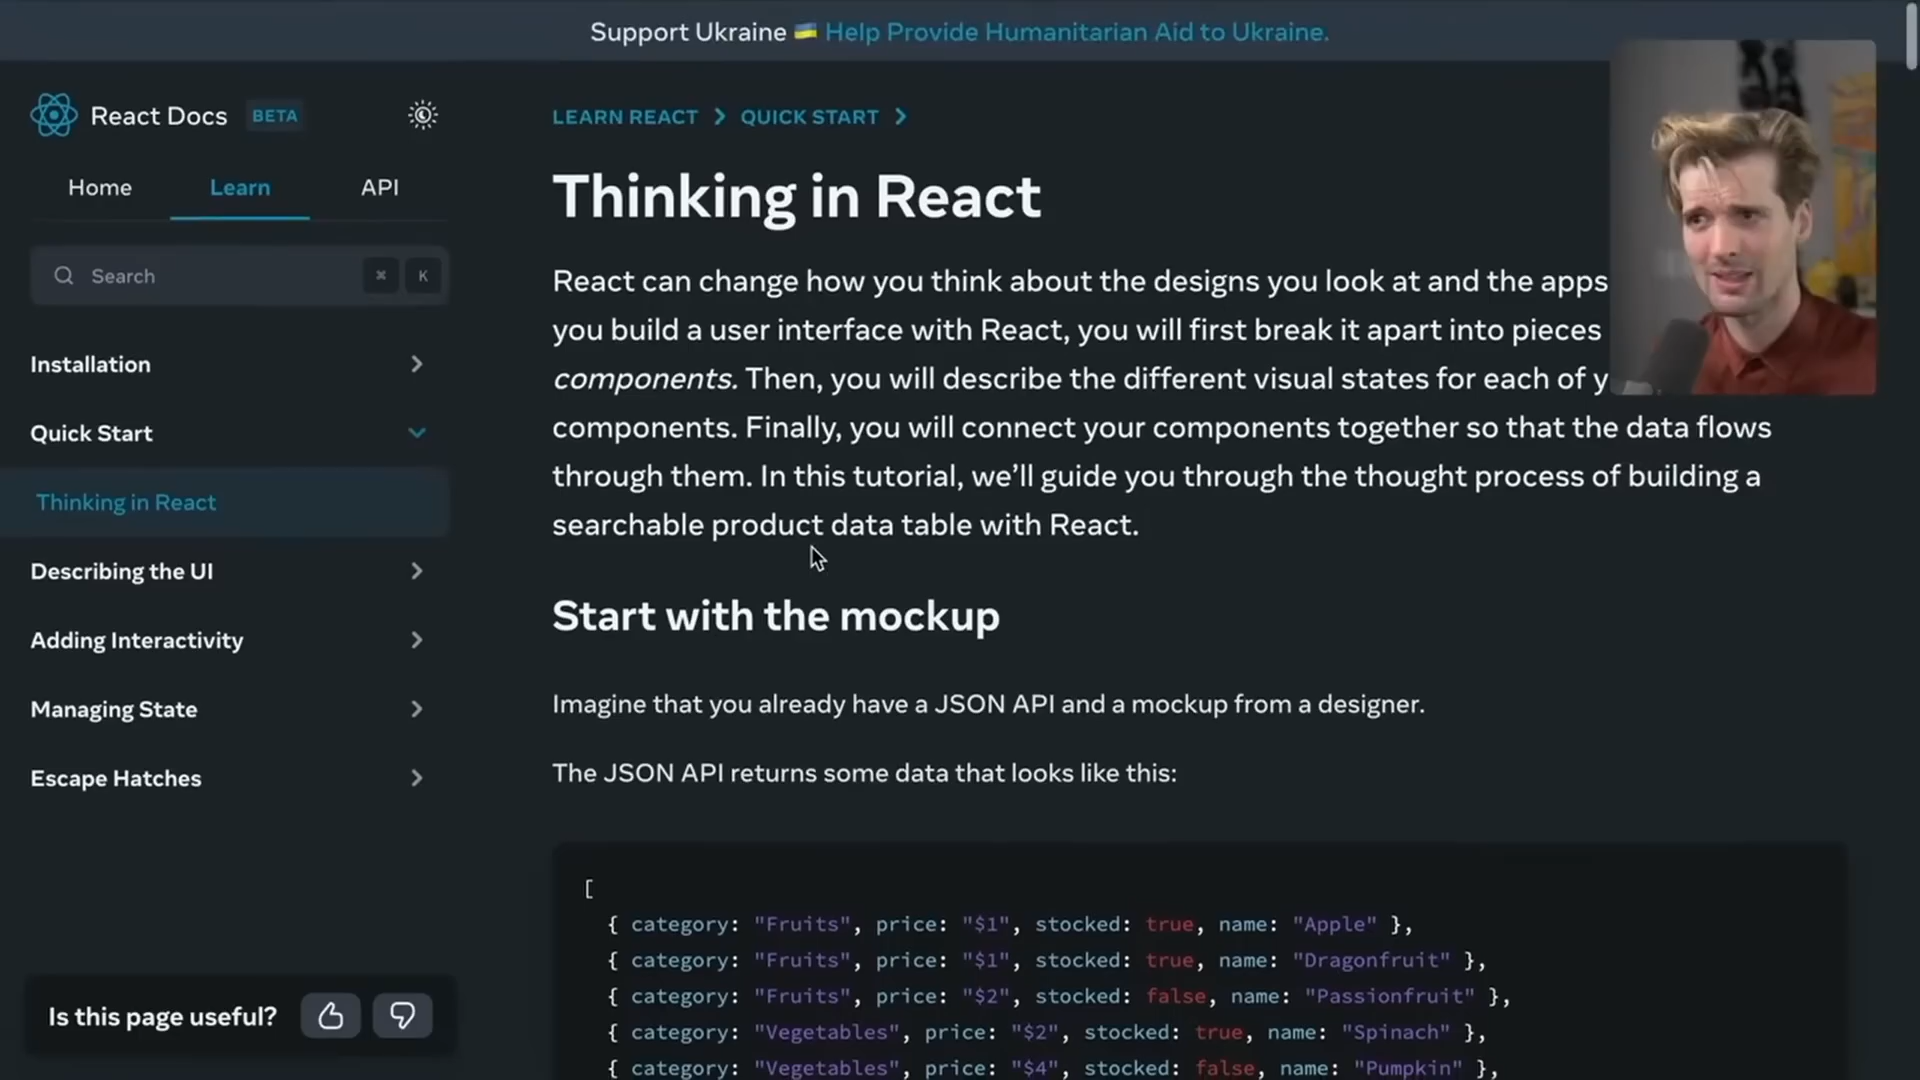 Support Ukraine 🇺🇦 Help Provide Humanitarian Aid to Ukraine.
React Docs BETA
Home Learn API
Search ⌘ K
Installation
Quick Start
Thinking in React
Describing the UI
Adding Interactivity
Managing State
Escape Hatches
Is this page useful?
LEARN REACT > QUICK START >
Thinking in React
React can change how you think about the designs you look at and the apps
you build a user interface with React, you will first break it apart into pieces
components. Then, you will describe the different visual states for each of y
components. Finally, you will connect your components together so that the data flows
through them. In this tutorial, we’ll guide you through the thought process of building a
searchable product data table with React.
Start with the mockup
Imagine that you already have a JSON API and a mockup from a designer.
The JSON API returns some data that looks like this:
[
{ category: "Fruits", price: "$1", stocked: true, name: "Apple" },
{ category: "Fruits", price: "$1", stocked: true, name: "Dragonfruit" },
{ category: "Fruits", price: "$2", stocked: false, name: "Passionfruit" },
{ category: "Vegetables", price: "$2", stocked: true, name: "Spinach" },
{ category: "Vegetables", price: "$4", stocked: false, name: "Pumpkin" },